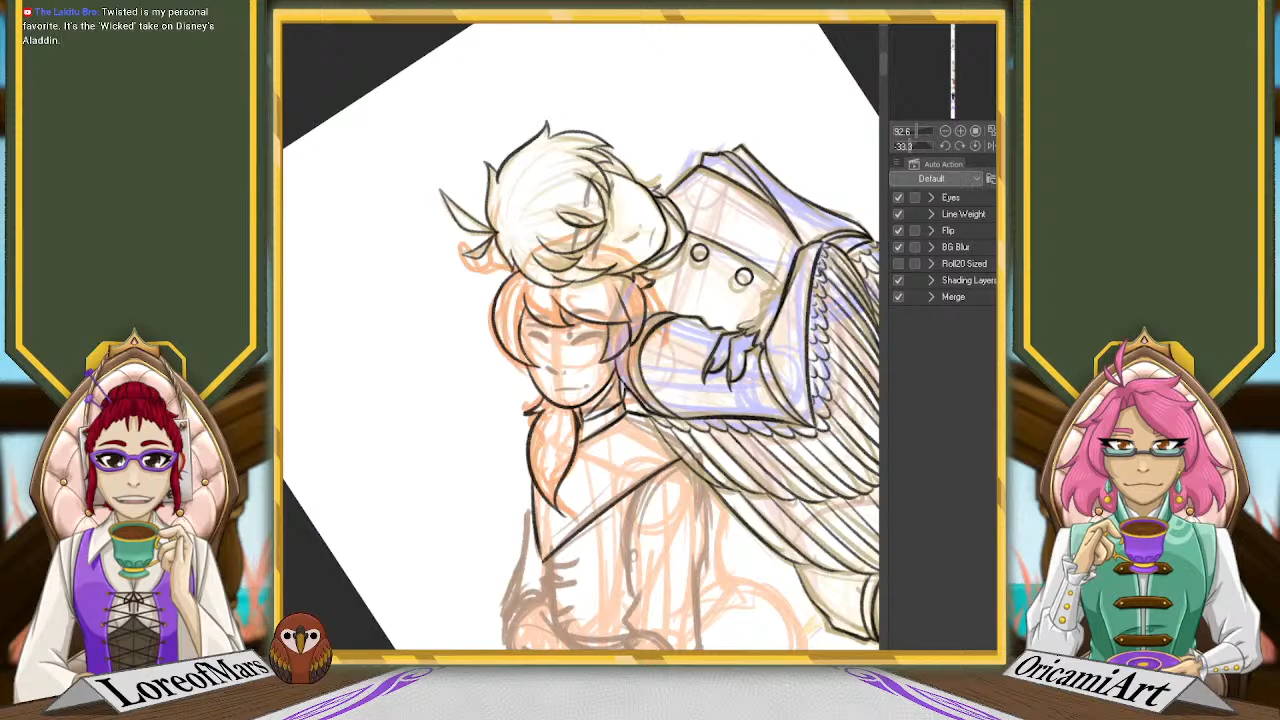 The Lakitu Bro: Twisted is my personal
favorite. It's the 'Wicked' take on Disney's
Aladdin.
92.6
-33.3
Auto Action
Default
Eyes
Line Weight
Flip
BG Blur
Roll20 Sized
Shading Layers
Merge
LoreofMars
OricamiArt